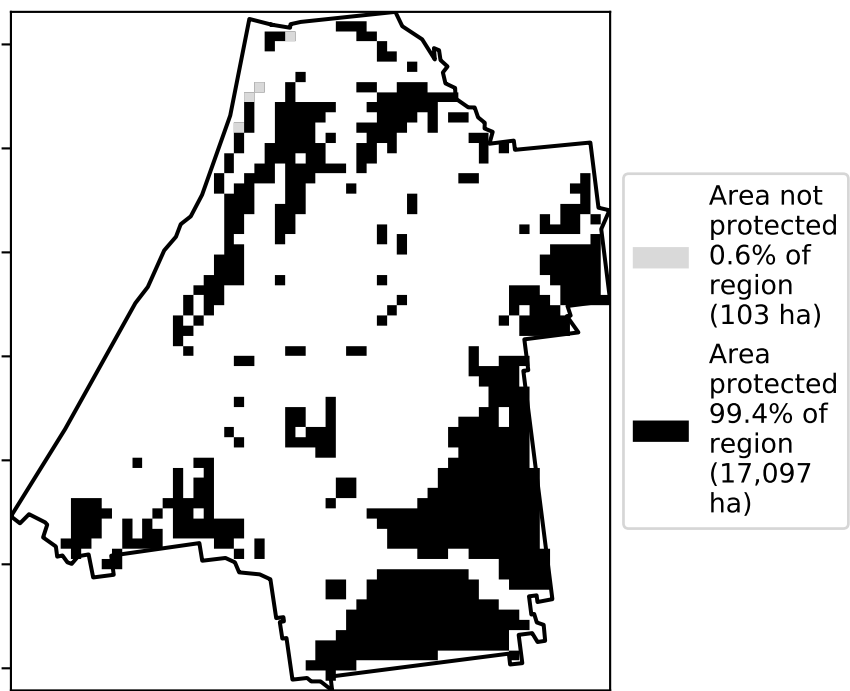 Area not
protected
0.6% of
region
(103 ha)
Area
protected
99.4% of
region
(17,097
ha)